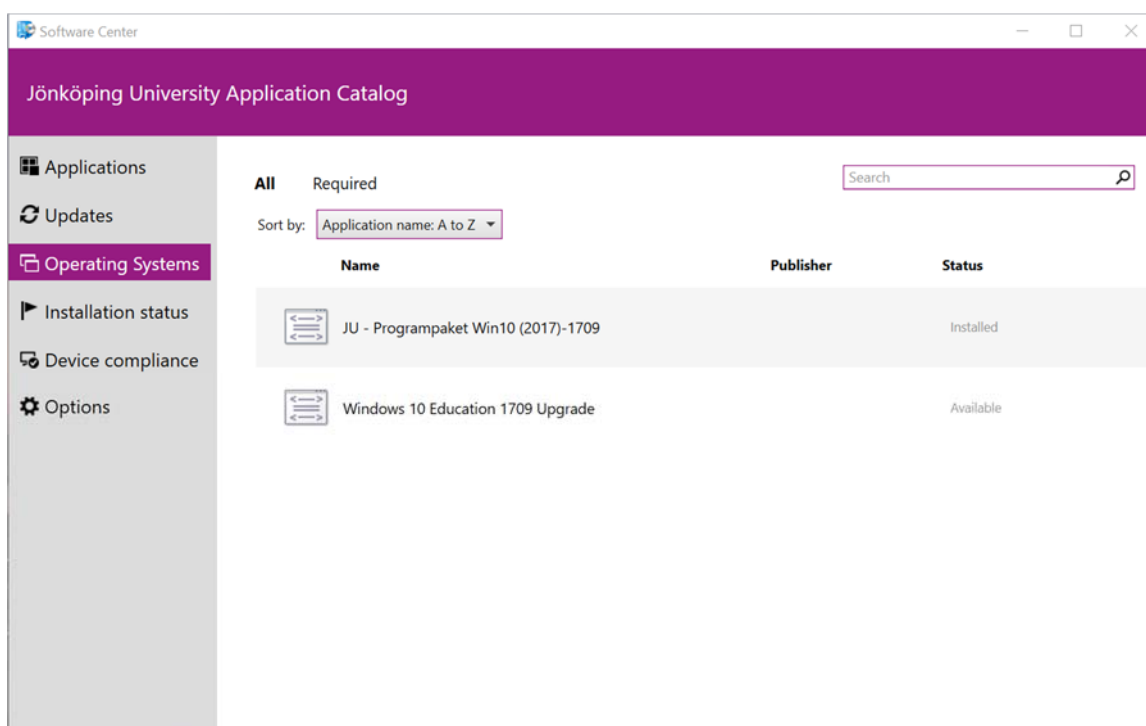 Software Center
Jönköping University Application Catalog
Applications
Updates
Operating Systems
Installation status
Device compliance
Options
All Required
Search
Sort by: Application name: A to Z
Name Publisher Status
JU - Programpaket Win10 (2017)-1709 Installed
Windows 10 Education 1709 Upgrade Available